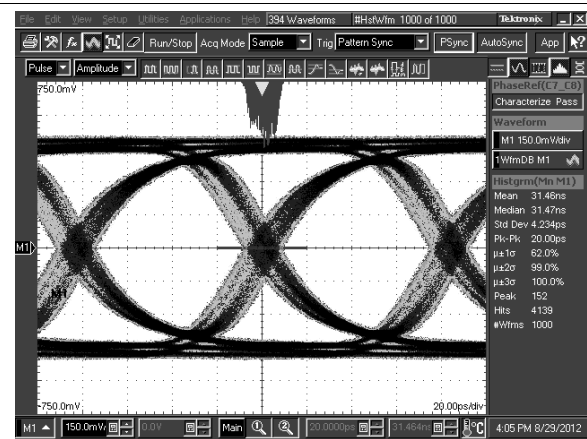 File Edit View Setup Utilities Applications Help 394 Waveforms #HstWfm 1000 of 1000 Tektronix
Run/Stop Acq Mode Sample Trig Pattern Sync PSync AutoSync App
Pulse Amplitude
750.0mV
PhaseRef(C7_C8)
Characterize Pass
Waveform
M1 150.0mV/div
1 WfmDB M1
Histgrm(Mn M1)
Mean 31.46ns
Median 31.47ns
Std Dev 4.234ps
Pk-Pk 20.00ps
µ±1σ 62.0%
µ±2σ 99.0%
µ±3σ 100.0%
Peak 152
Hits 4139
#Wfms 1000
M1
M1
-750.0mV
20.00ps/div
M1 150.0mV/ 0.0V Main 20.0000ps 31.464n °C 4:05 PM 8/29/2012